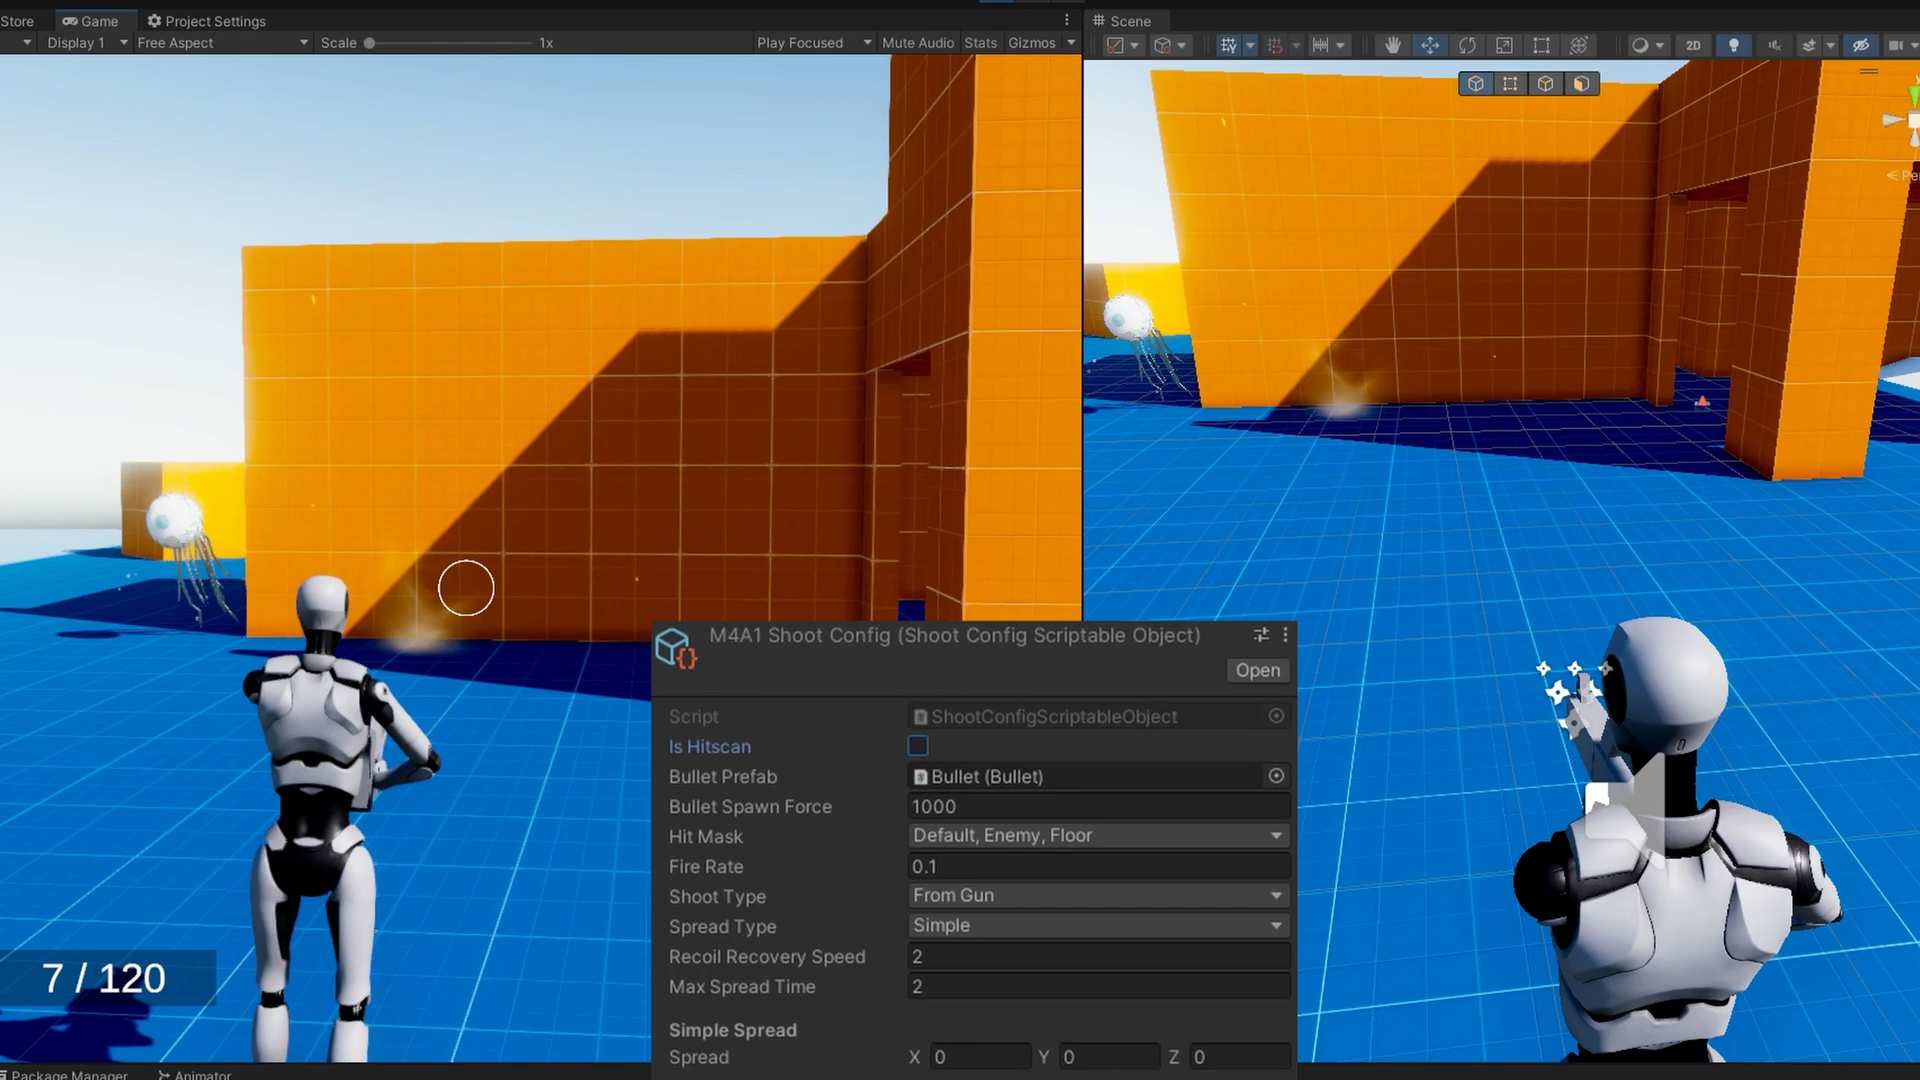 Store Game Project Settings
Display 1 Free Aspect Scale 1x Play Focused Mute Audio Stats Gizmos
Scene
2D
7 / 120
M4A1 Shoot Config (Shoot Config Scriptable Object)
Open
Script ShootConfigScriptableObject
Is Hitscan
Bullet Prefab Bullet (Bullet)
Bullet Spawn Force 1000
Hit Mask Default, Enemy, Floor
Fire Rate 0.1
Shoot Type From Gun
Spread Type Simple
Recoil Recovery Speed 2
Max Spread Time 2
Simple Spread
Spread X 0 Y 0 Z 0
Package Manager Animator